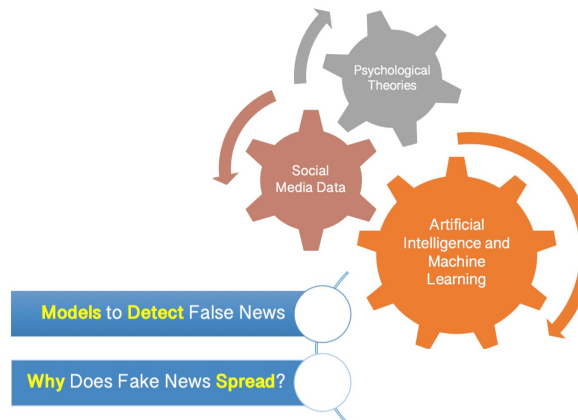 Psychological
Theories
Social
Media Data
Artificial
Intelligence and
Machine
Learning
Models to Detect False News
Why Does Fake News Spread?